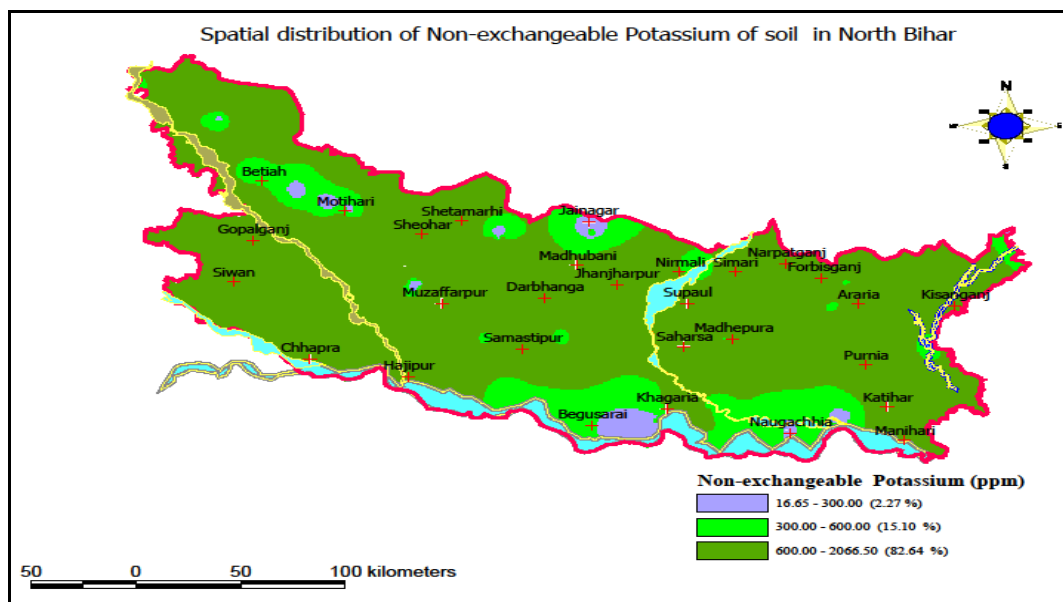 Spatial distribution of Non-exchangeable Potassium of soil in North Bihar
N
Betiah
Motihari
Shetamarhi
Jainagar
Gopalganj
Sheohar
Madhubani
Nirmali
Simari
Narpatganj
Forbisganj
Siwan
Jhanjharpur
Muzaffarpur
Darbhanga
Supaul
Araria
Kisanganj
Chhapra
Samastipur
Saharsa
Madhepura
Purnia
Hajipur
Begusarai
Khagaria
Naugachhia
Katihar
Manihari
Non-exchangeable Potassium (ppm)
16.65 - 300.00 (2.27 %)
300.00 - 600.00 (15.10 %)
600.00 - 2066.50 (82.64 %)
50 0 50 100 kilometers